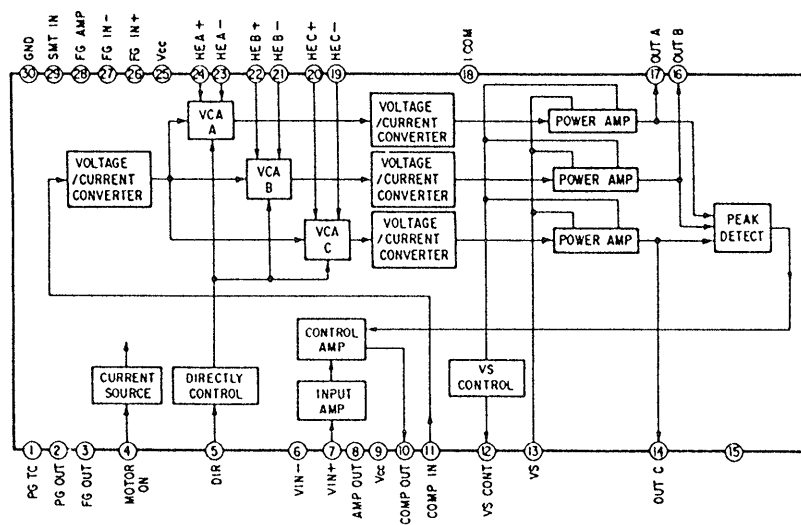 GND
SMT IN
FG AMP
FG IN-
FG IN+
Vcc
HEA+
HEA-
HEB+
HEB-
HEC+
HEC-
I COM
OUT A
OUT B
30
29
28
27
26
25
24
23
22
21
20
19
18
17
16
VCA
A
VOLTAGE
/CURRENT
CONVERTER
POWER AMP
VOLTAGE
/CURRENT
CONVERTER
VCA
B
VOLTAGE
/CURRENT
CONVERTER
POWER AMP
VCA
C
VOLTAGE
/CURRENT
CONVERTER
POWER AMP
PEAK
DETECT
CONTROL
AMP
CURRENT
SOURCE
DIRECTLY
CONTROL
INPUT
AMP
VS
CONTROL
1
2
3
4
5
6
7
8
9
10
11
12
13
14
15
PG TC
PG OUT
FG OUT
MOTOR
ON
DIR
VIN-
VIN+
AMP OUT
Vcc
COMP OUT
COMP IN
VS CONT
VS
OUT C